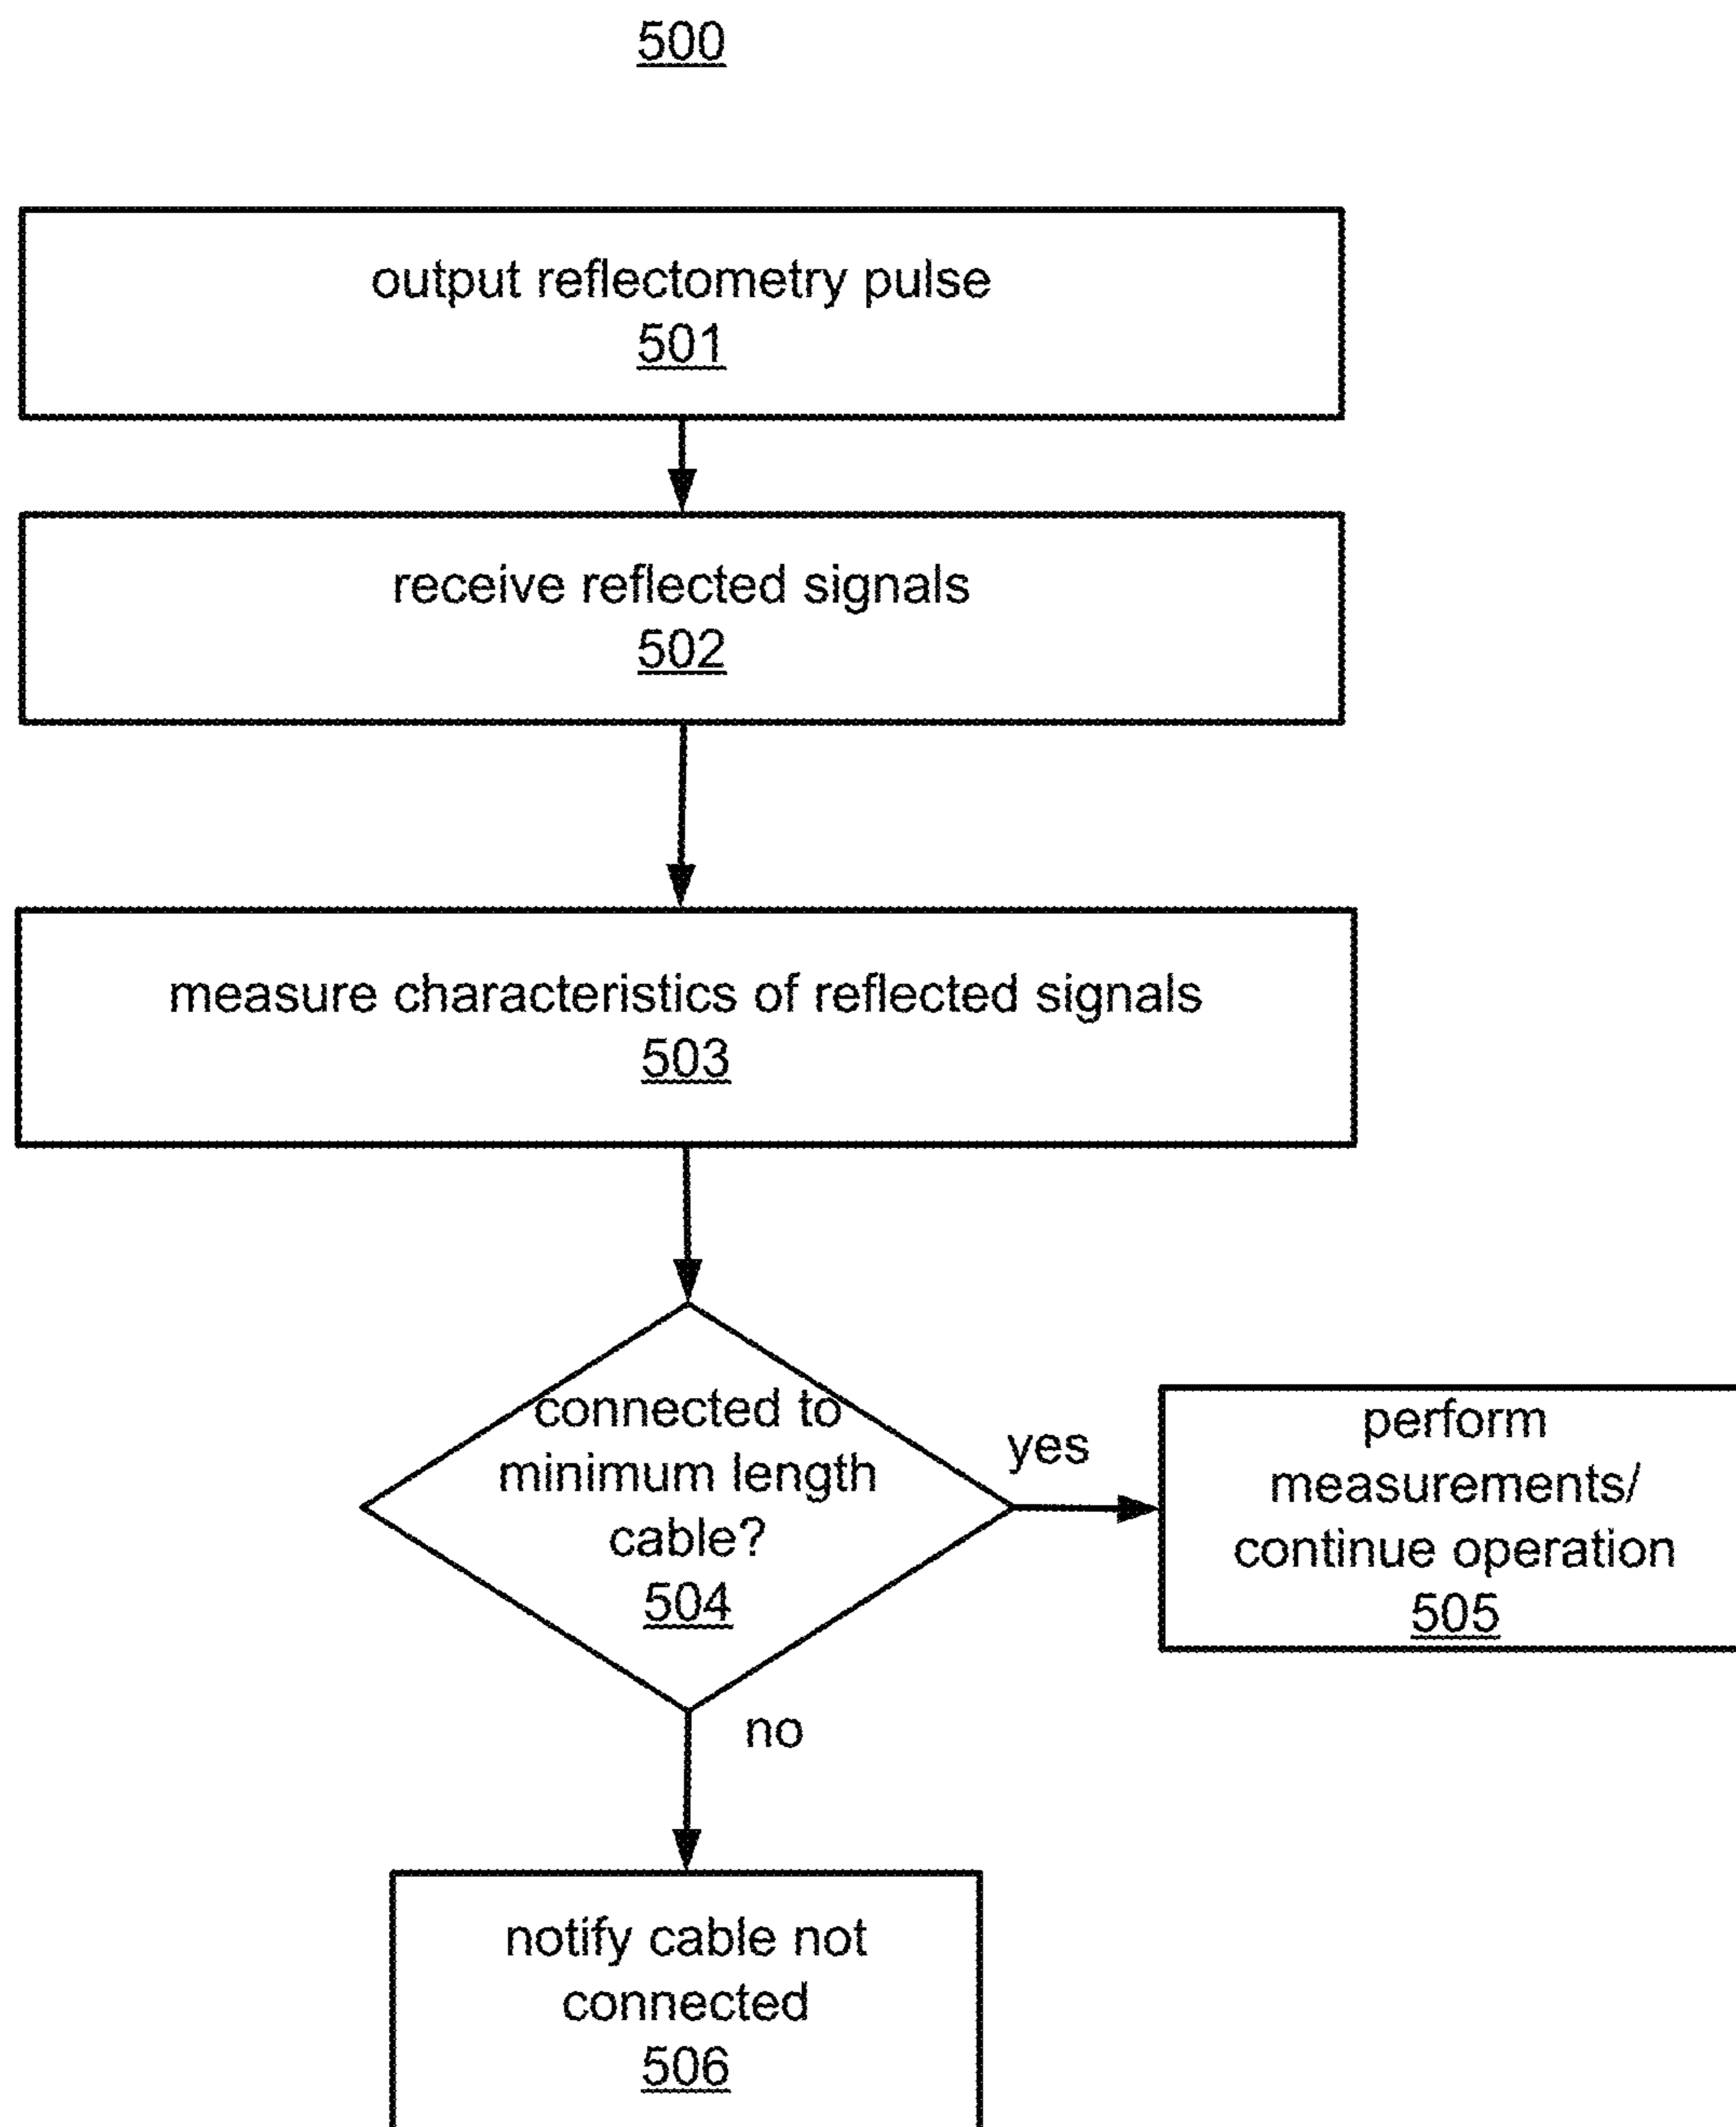 500
output reflectometry pulse
501
receive reflected signals
502
measure characteristics of reflected signals
503
connected to
minimum length
cable?
504
yes
perform
measurements/
continue operation
505
no
notify cable not
connected
506